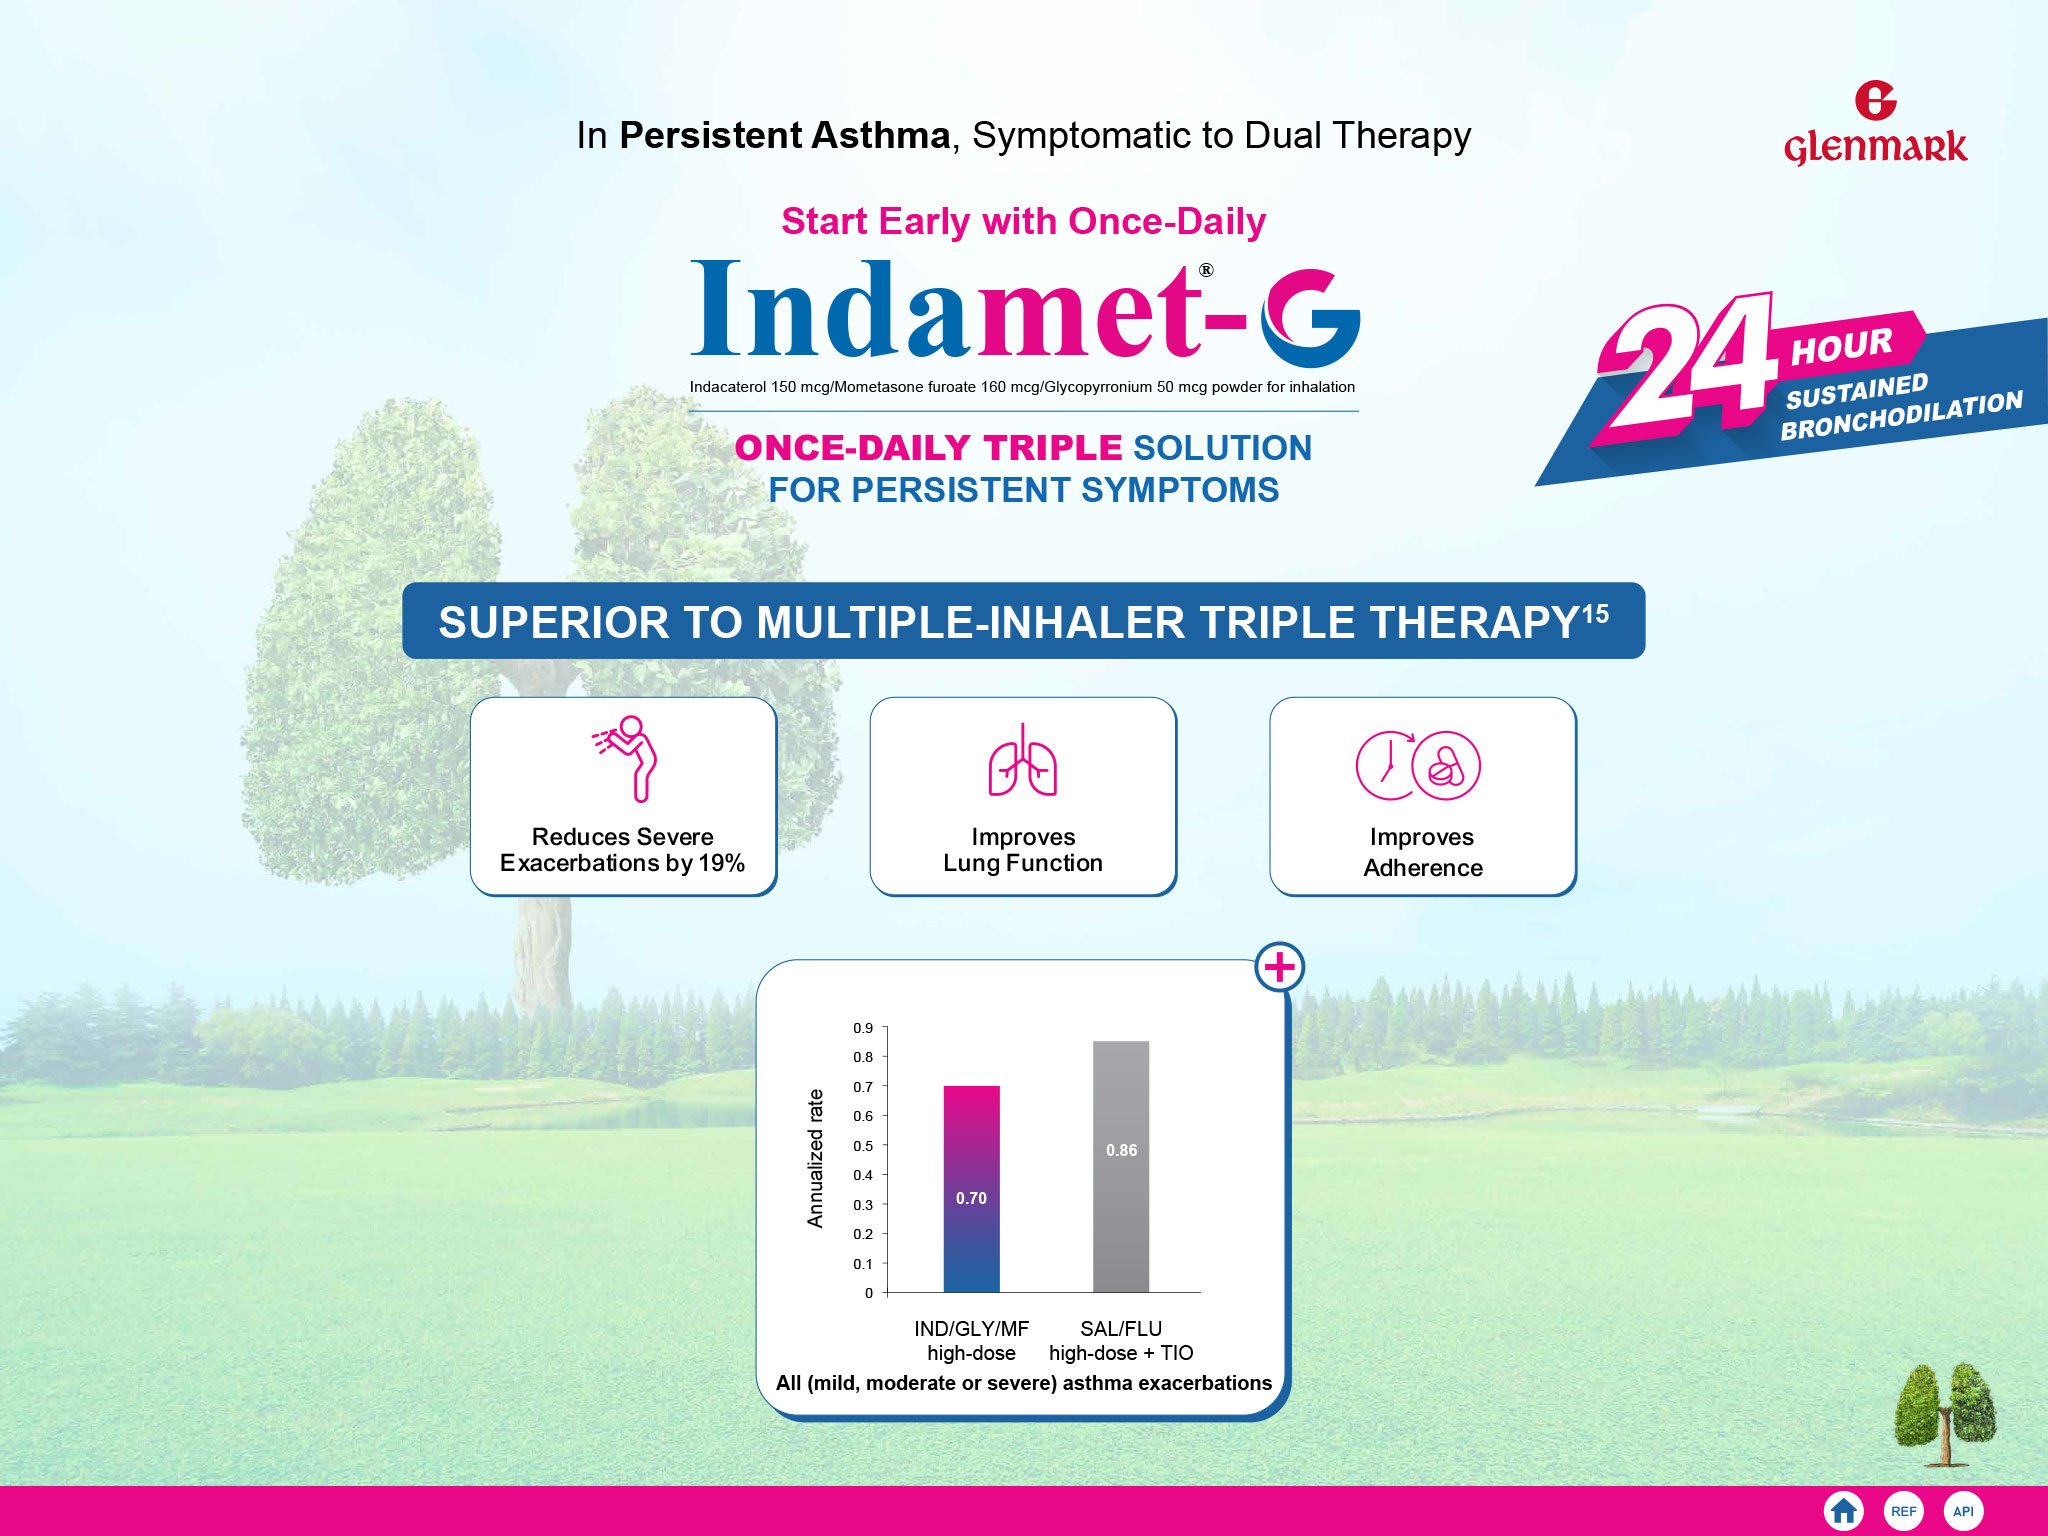 In Persistent Asthma, Symptomatic to Dual Therapy
glenmark
Start Early with Once-Daily
Indamet®-G
Indacaterol 150 mcg/Mometasone furoate 160 mcg/Glycopyrronium 50 mcg powder for inhalation
24 HOUR
SUSTAINED
BRONCHODILATION
ONCE-DAILY TRIPLE SOLUTION
FOR PERSISTENT SYMPTOMS
SUPERIOR TO MULTIPLE-INHALER TRIPLE THERAPY15
Reduces Severe
Exacerbations by 19%
Improves
Lung Function
Improves
Adherence
Annualized rate
0.9
0.8
0.7
0.6
0.5
0.4
0.3
0.2
0.1
0
0.70
0.86
IND/GLY/MF
high-dose
SAL/FLU
high-dose + TIO
All (mild, moderate or severe) asthma exacerbations
REF
API